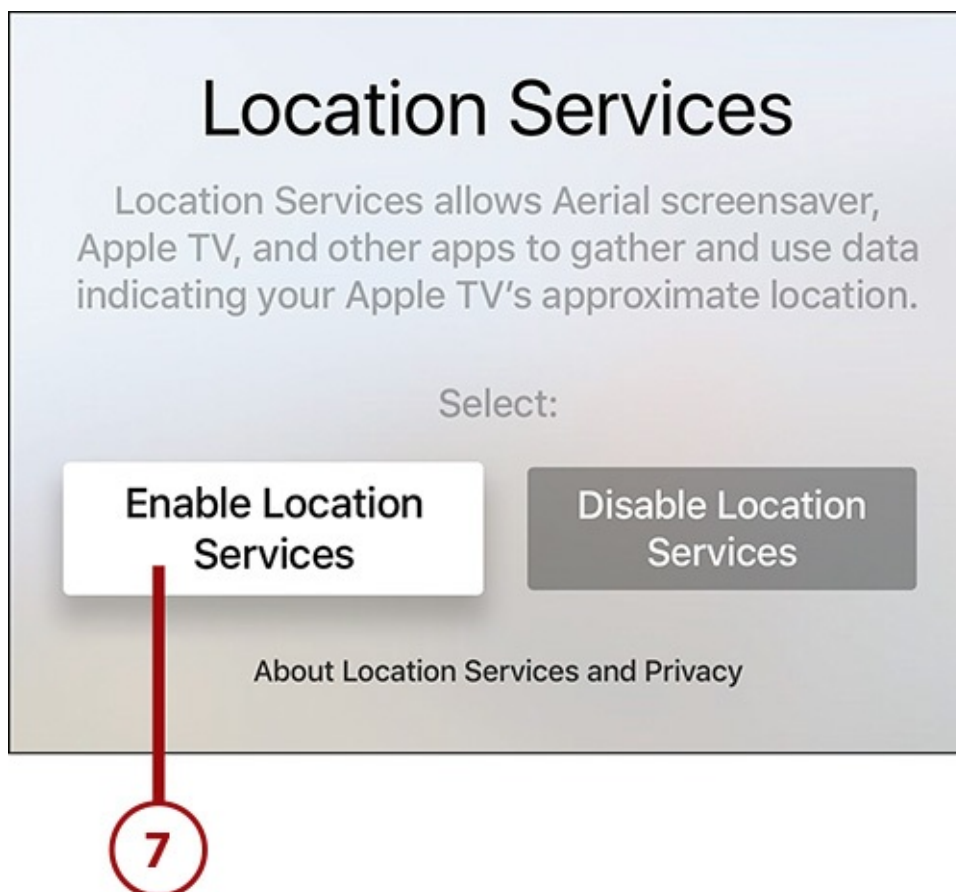 Location Services
Location Services allows Aerial screensaver,
Apple TV, and other apps to gather and use data
indicating your Apple TV’s approximate location.
Select:
Enable Location
Services
Disable Location
Services
About Location Services and Privacy
7